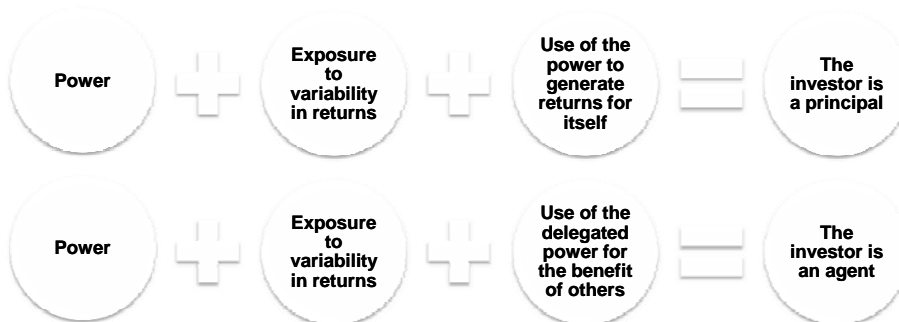 Power
Exposure
to
variability
in returns
Use of the
power to
generate
returns for
itself
The
investor is
a principal
Power
Exposure
to
variability
in returns
Use of the
delegated
power for
the benefit
of others
The
investor is
an agent